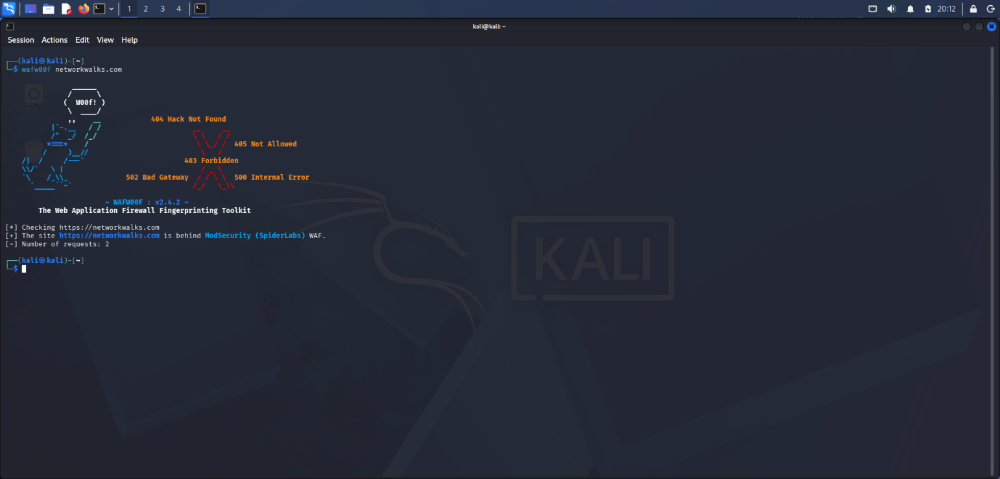 1 2 3 4
20:12
kali@kali: ~
Session Actions Edit View Help
┌──(kali㉿kali)-[~]
└─$ wafw00f networkwalks.com
W00f!
404 Hack Not Found
405 Not Allowed
403 Forbidden
502 Bad Gateway 500 Internal Error
~ WAFW00F : v2.4.2 ~
The Web Application Firewall Fingerprinting Toolkit
[*] Checking https://networkwalks.com
[+] The site https://networkwalks.com is behind ModSecurity (SpiderLabs) WAF.
[~] Number of requests: 2
┌──(kali㉿kali)-[~]
└─$
KALI